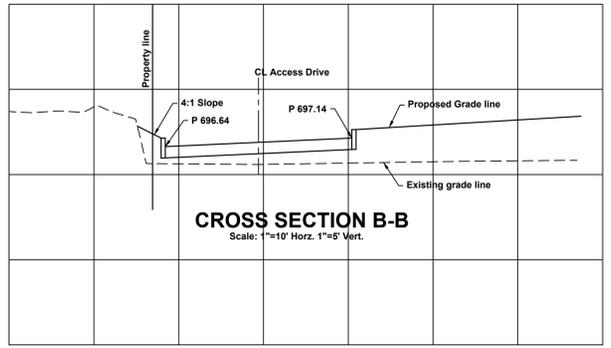 Property line
CL Access Drive
4:1 Slope
P 696.64
P 697.14
Proposed Grade line
Existing grade line
CROSS SECTION B-B
Scale: 1"=10' Horz. 1"=5' Vert.